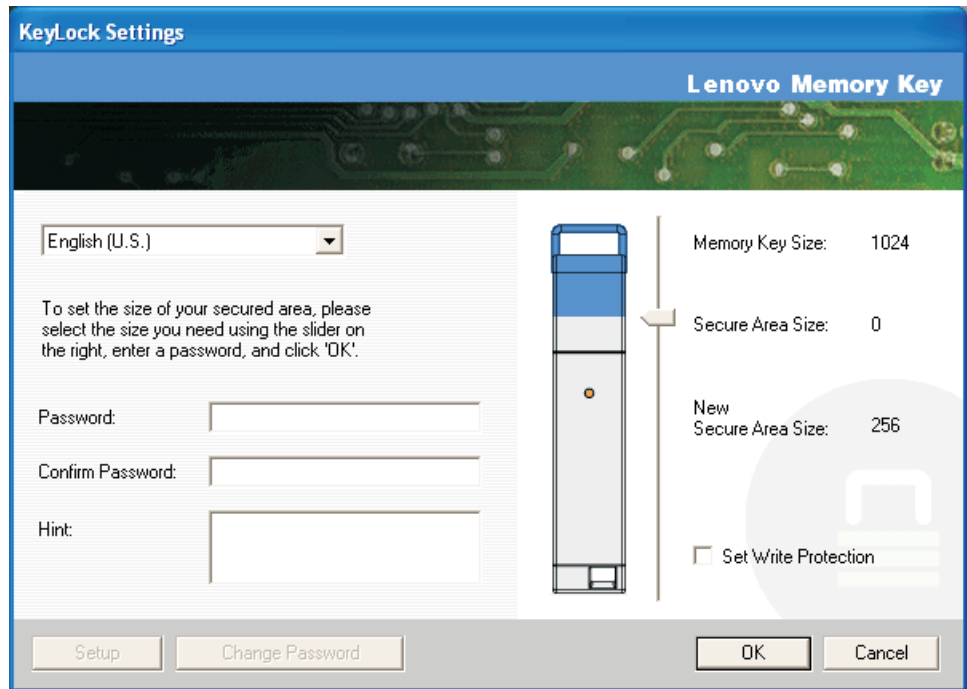 KeyLock Settings
Lenovo Memory Key
English (U.S.)
To set the size of your secured area, please
select the size you need using the slider on
the right, enter a password, and click 'OK'.
Password:
Confirm Password:
Hint:
Memory Key Size: 1024
Secure Area Size: 0
New
Secure Area Size: 256
Set Write Protection
Setup
Change Password
OK
Cancel